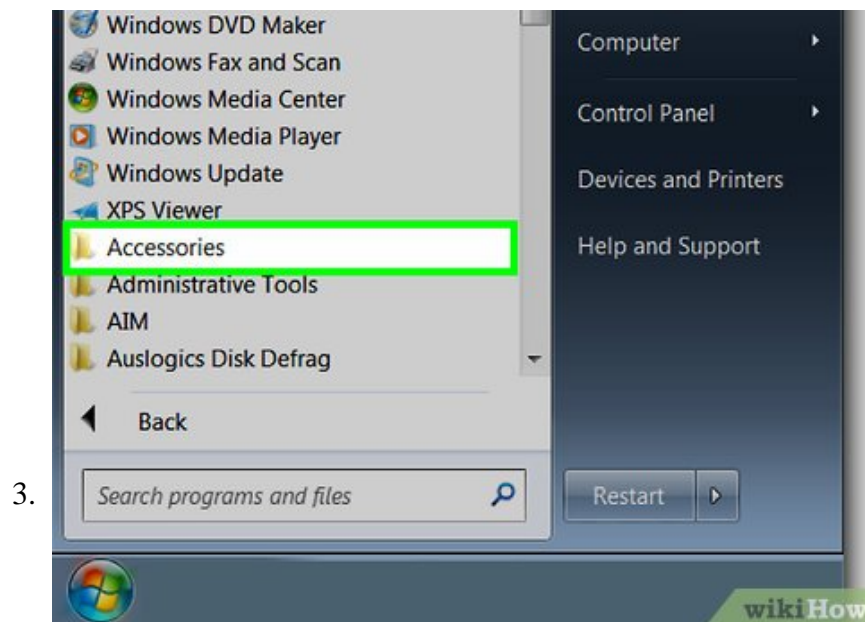 Windows DVD Maker
Windows Fax and Scan
Windows Media Center
Windows Media Player
Windows Update
XPS Viewer
Accessories
Administrative Tools
AIM
Auslogics Disk Defrag
Back
3.
Search programs and files
Computer
Control Panel
Devices and Printers
Help and Support
Restart
wikiHow